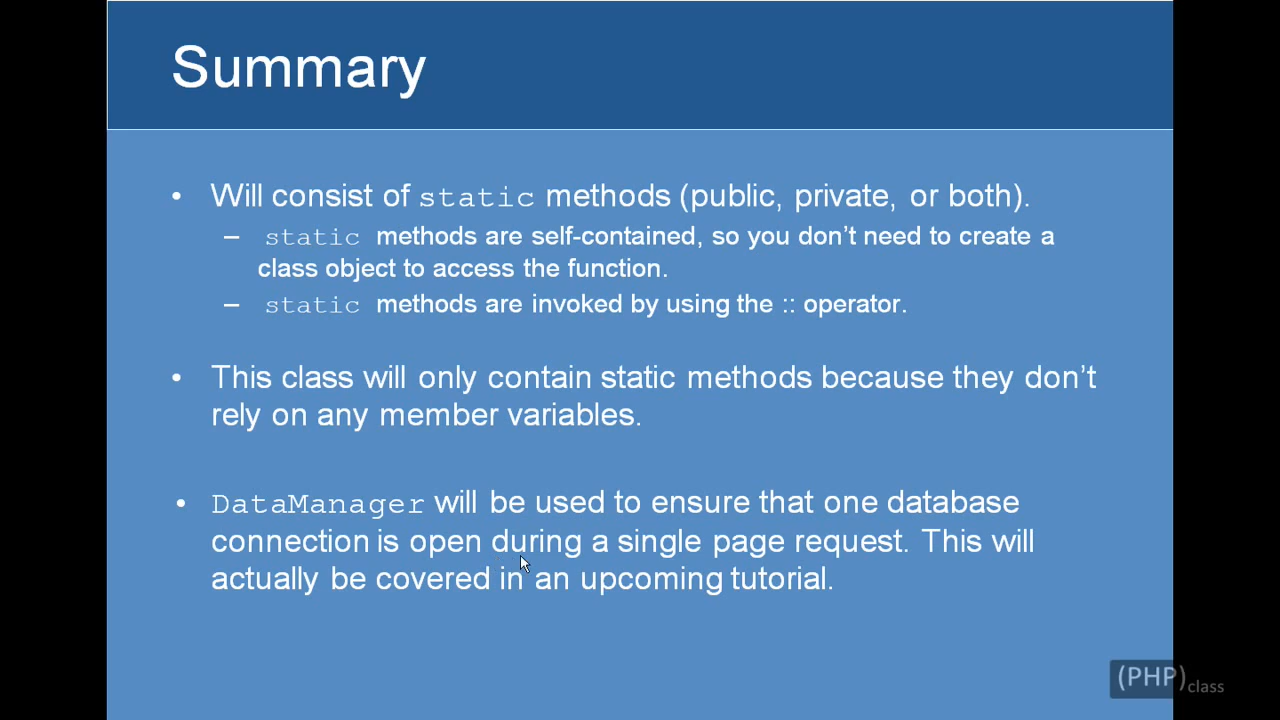 Summary
• Will consist of static methods (public, private, or both).
– static methods are self-contained, so you don’t need to create a
class object to access the function.
– static methods are invoked by using the :: operator.
• This class will only contain static methods because they don’t
rely on any member variables.
• DataManager will be used to ensure that one database
connection is open during a single page request. This will
actually be covered in an upcoming tutorial.
(PHP)class